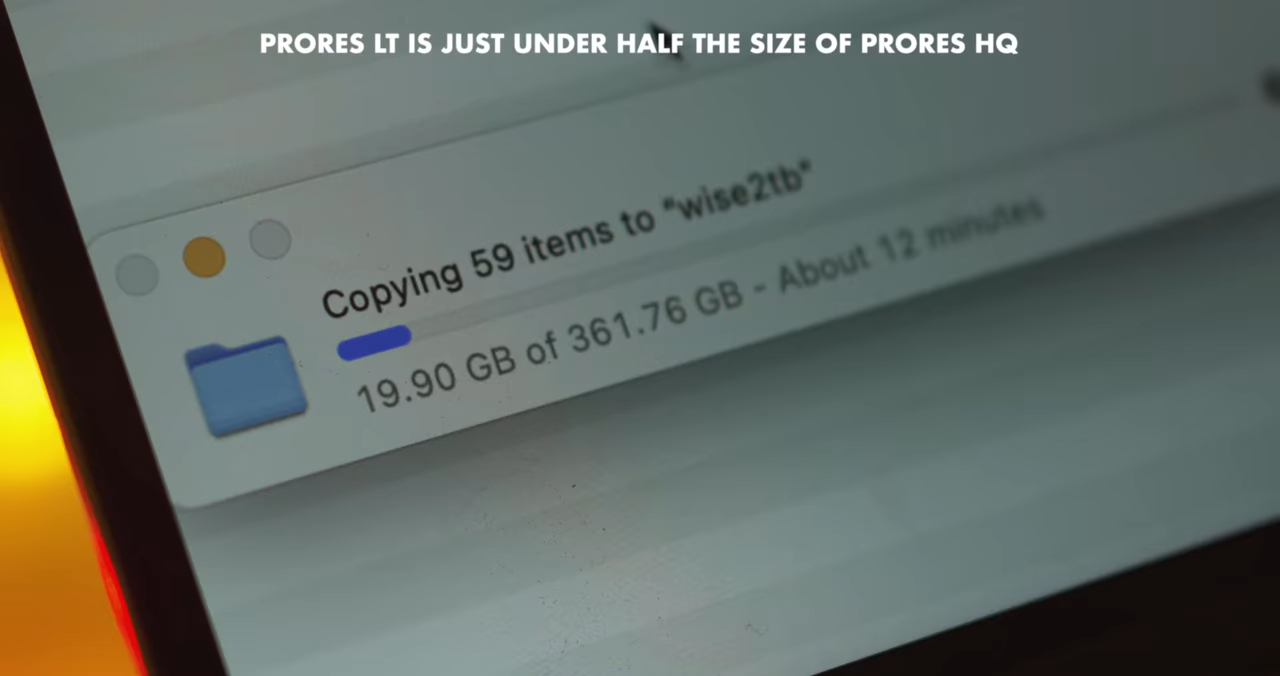 PRORES LT IS JUST UNDER HALF THE SIZE OF PRORES HQ
Copying 59 items to "wise2tb"
19.90 GB of 361.76 GB - About 12 minutes